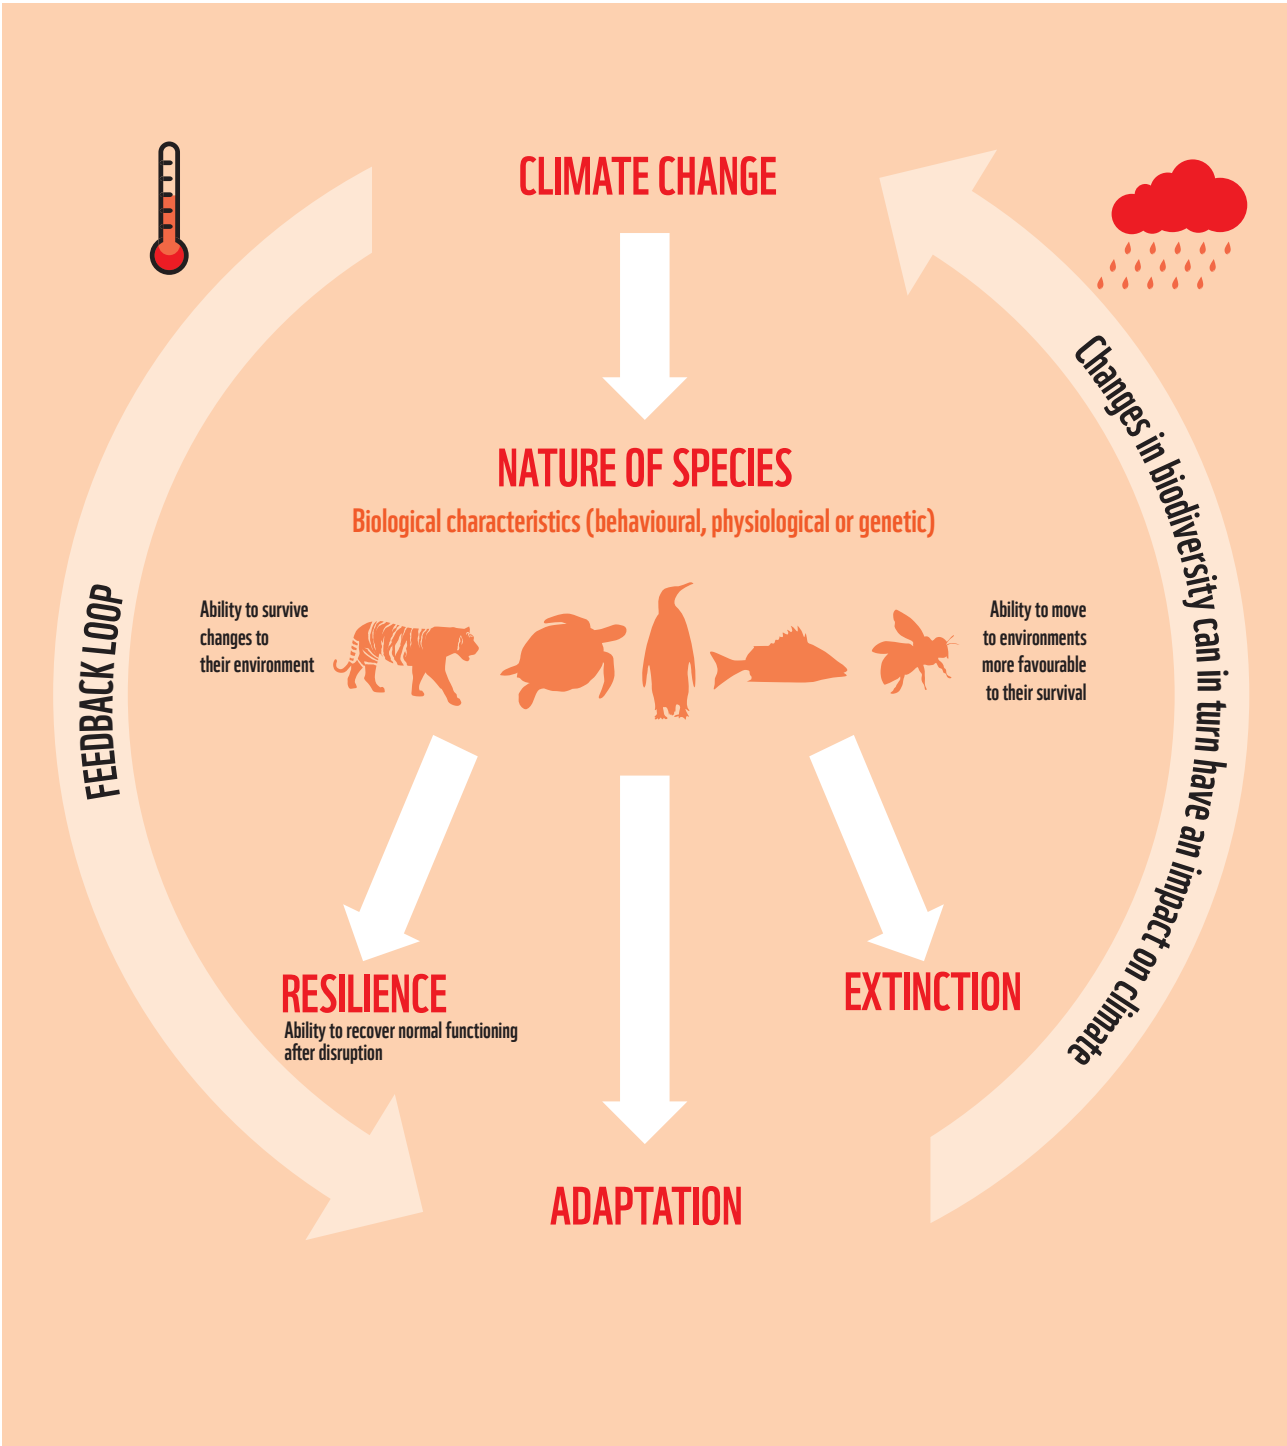 CLIMATE CHANGE
NATURE OF SPECIES
Biological characteristics (behavioural, physiological or genetic)
Ability to survive
changes to
their environment
Ability to move
to environments
more favourable
to their survival
FEEDBACK LOOP
Changes in biodiversity can in turn have an impact on climate
RESILIENCE
Ability to recover normal functioning
after disruption
EXTINCTION
ADAPTATION